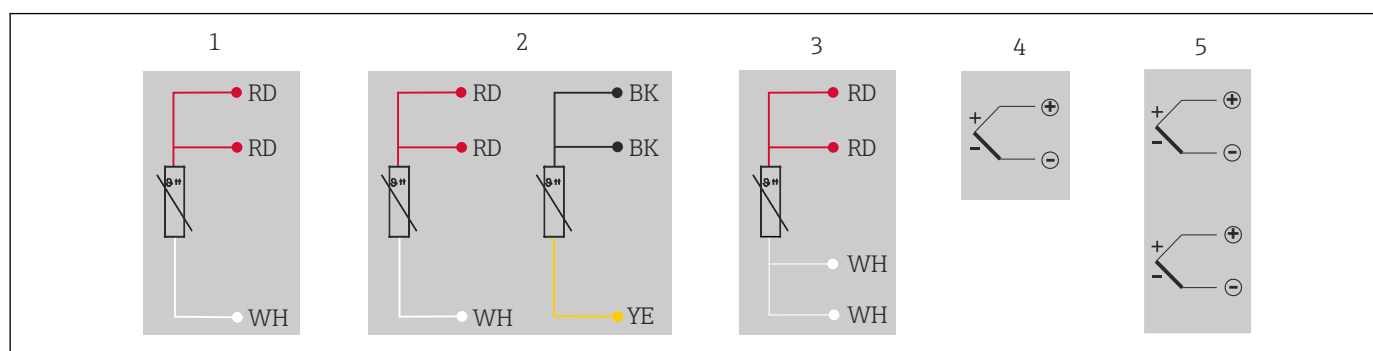 1 2 3 4 5
RD RD BK RD + +
RD RD BK RD - -
ϑ ϑ ϑ
+ - + -
WH
WH WH YE WH
+ - + -